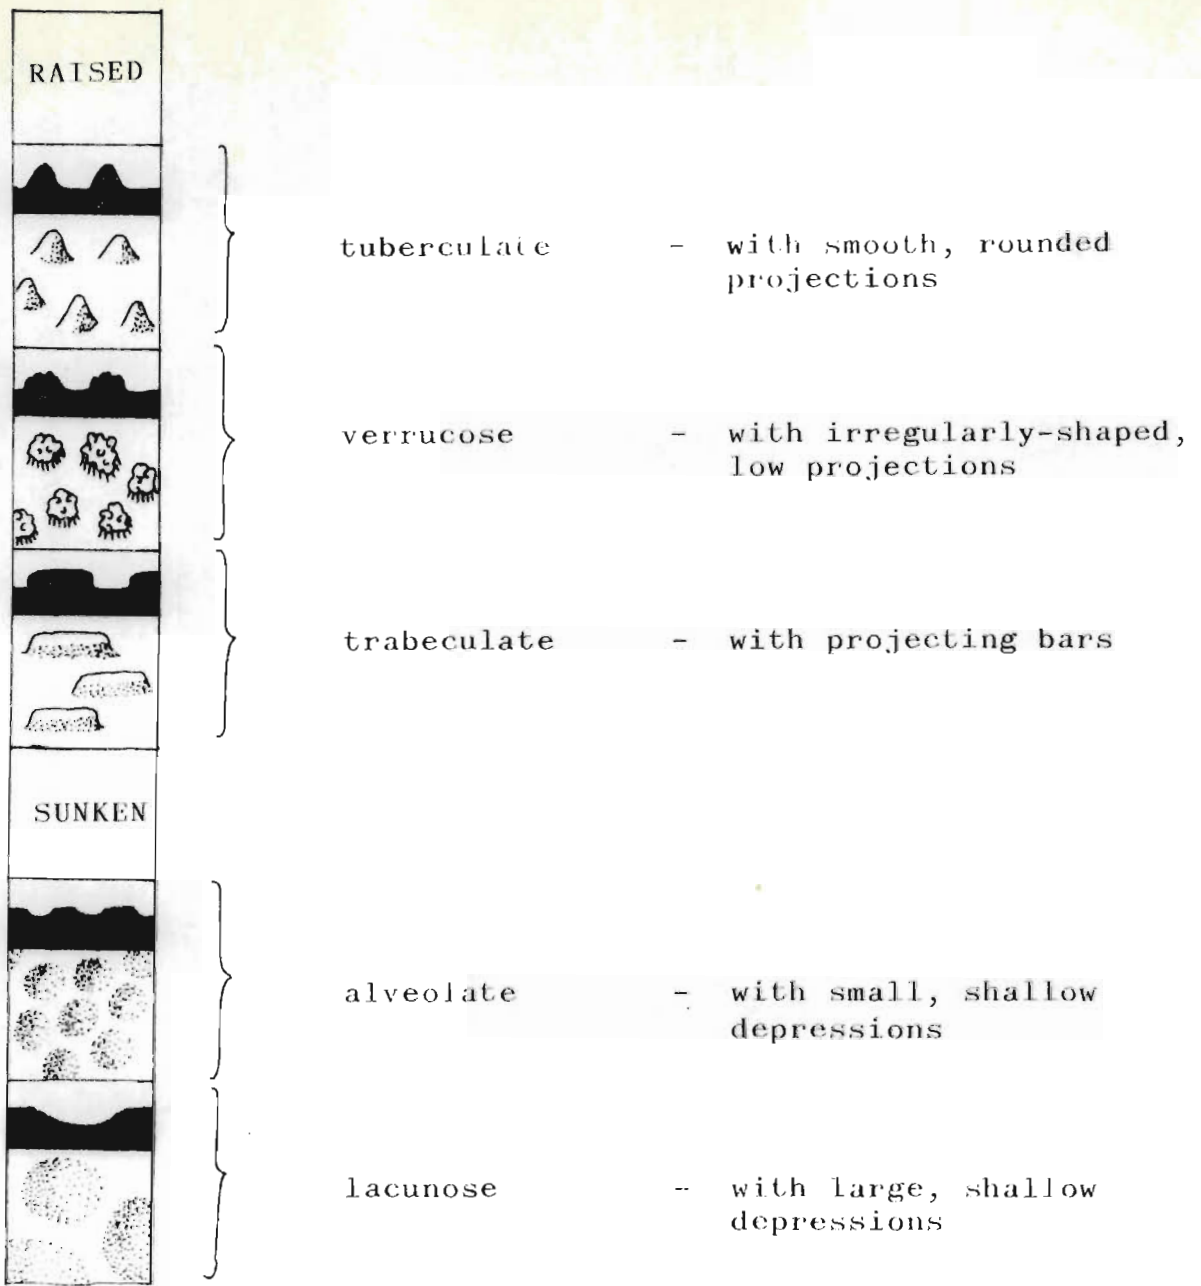 RAISED
tuberculate - with smooth, rounded
projections
verrucose - with irregularly-shaped,
low projections
trabeculate - with projecting bars
SUNKEN
alveolate - with small, shallow
depressions
lacunose - with large, shallow
depressions